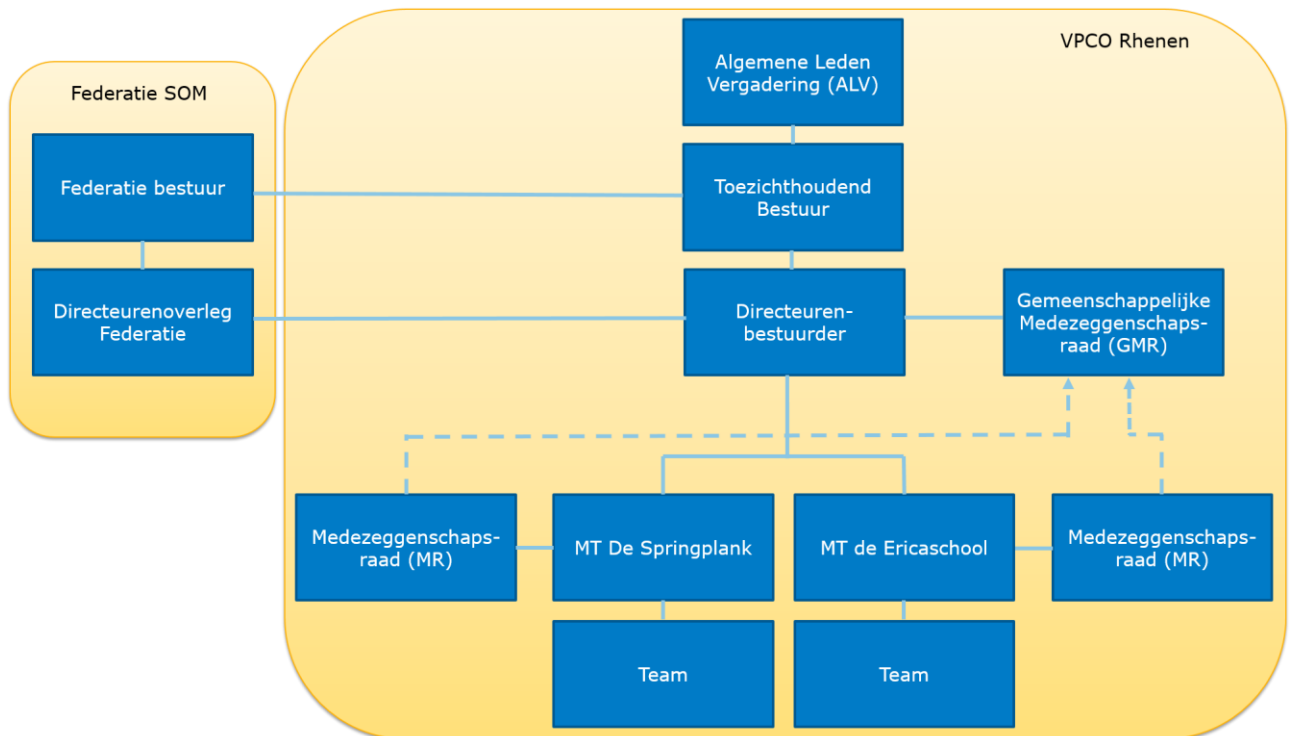 VPCO Rhenen
Federatie SOM
Algemene Leden
Vergadering (ALV)
Federatie bestuur
Toezichthoudend
Bestuur
Directeurenoverleg
Federatie
Directeuren-
bestuurder
Gemeenschappelijke
Medezeggenschaps-
raad (GMR)
Medezeggenschaps-
raad (MR)
MT De Springplank
MT de Ericaschool
Medezeggenschaps-
raad (MR)
Team
Team